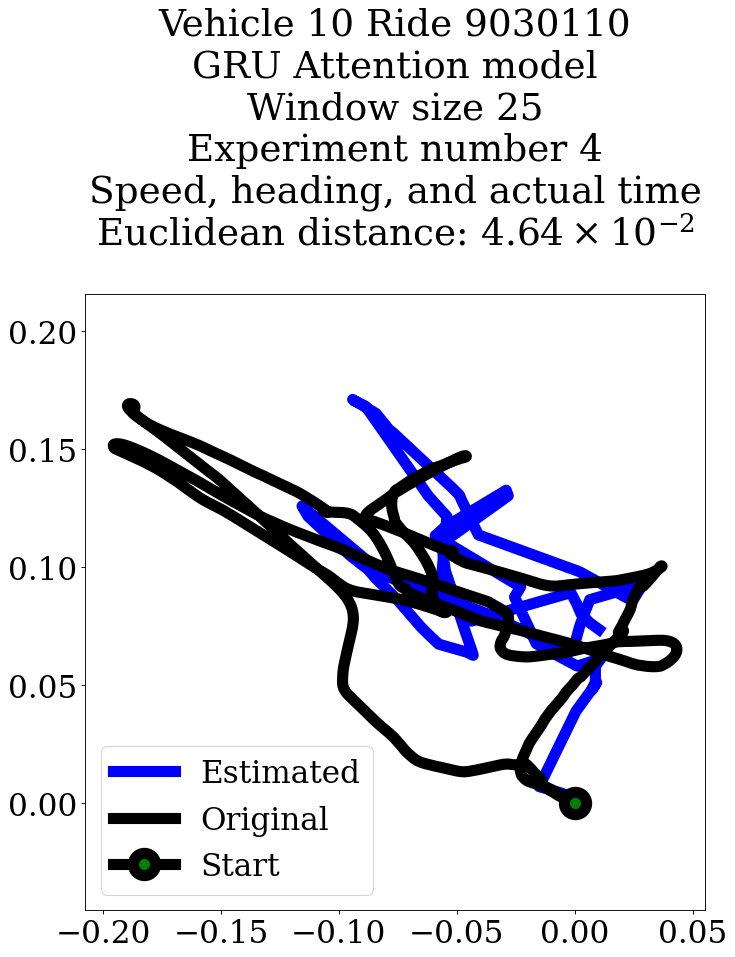 Vehicle 10 Ride 9030110
GRU Attention model
Window size 25
Experiment number 4
Speed, heading, and actual time
Euclidean distance: 4.64 × 10⁻²
0.20
0.15
0.10
0.05
0.00
Estimated
Original
Start
−0.20 −0.15 −0.10 −0.05 0.00 0.05